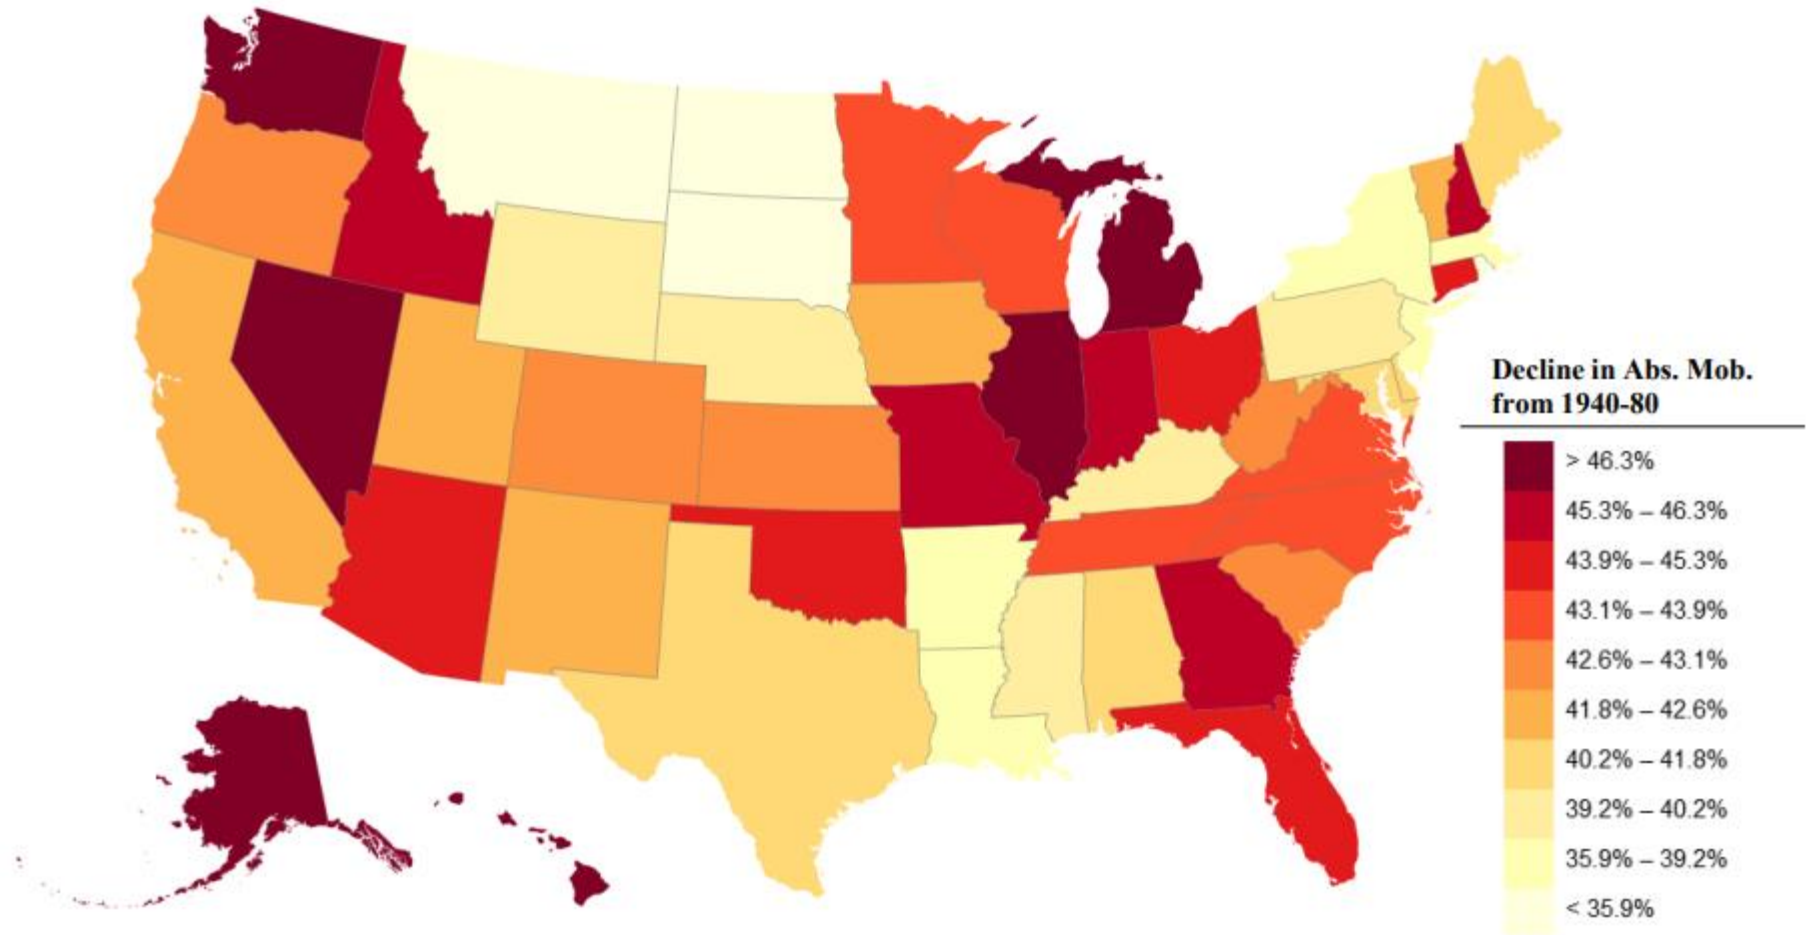 Decline in Abs. Mob.
from 1940-80
> 46.3%
45.3% – 46.3%
43.9% – 45.3%
43.1% – 43.9%
42.6% – 43.1%
41.8% – 42.6%
40.2% – 41.8%
39.2% – 40.2%
35.9% – 39.2%
< 35.9%